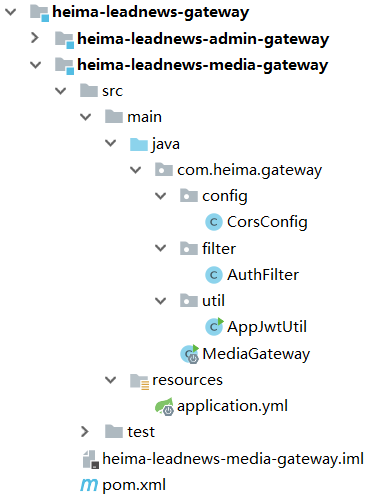 heima-leadnews-gateway
heima-leadnews-admin-gateway
heima-leadnews-media-gateway
src
main
java
com.heima.gateway
config
CorsConfig
filter
AuthFilter
util
AppJwtUtil
MediaGateway
resources
application.yml
test
heima-leadnews-media-gateway.iml
pom.xml